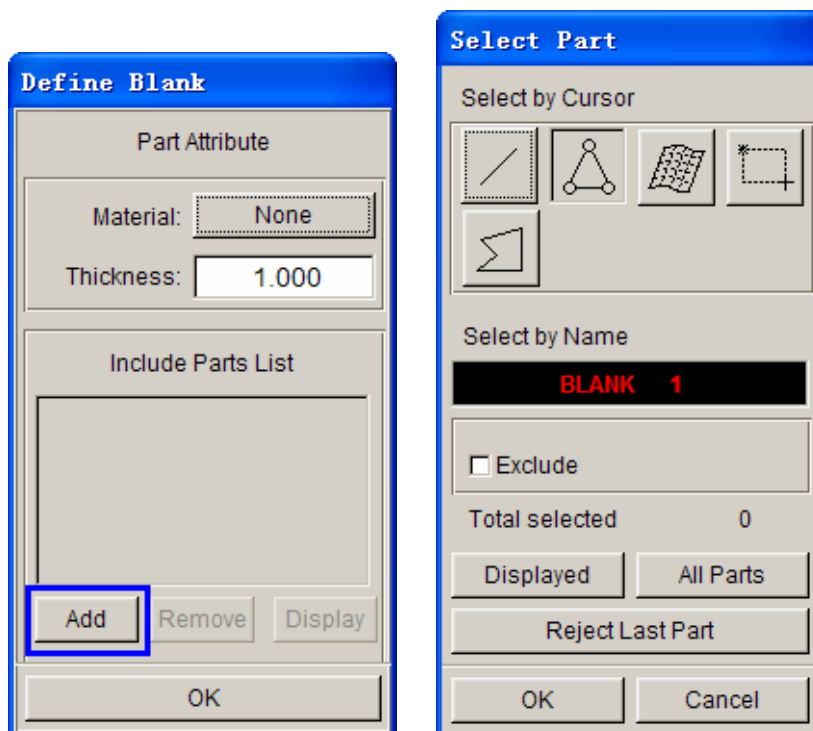 Define Blank
Part Attribute
Material: None
Thickness: 1.000
Include Parts List
Add Remove Display
OK
Select Part
Select by Cursor
Select by Name
BLANK 1
Exclude
Total selected 0
Displayed All Parts
Reject Last Part
OK Cancel